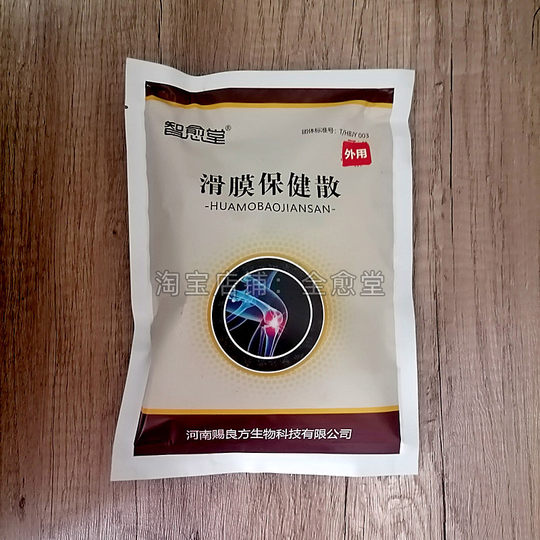 智愈堂®
团体标准号：T/HBJY 003
外用
滑膜保健散
-HUAMOBAOJIANSAN-
淘宝店铺：全愈堂
河南赐良方生物科技有限公司